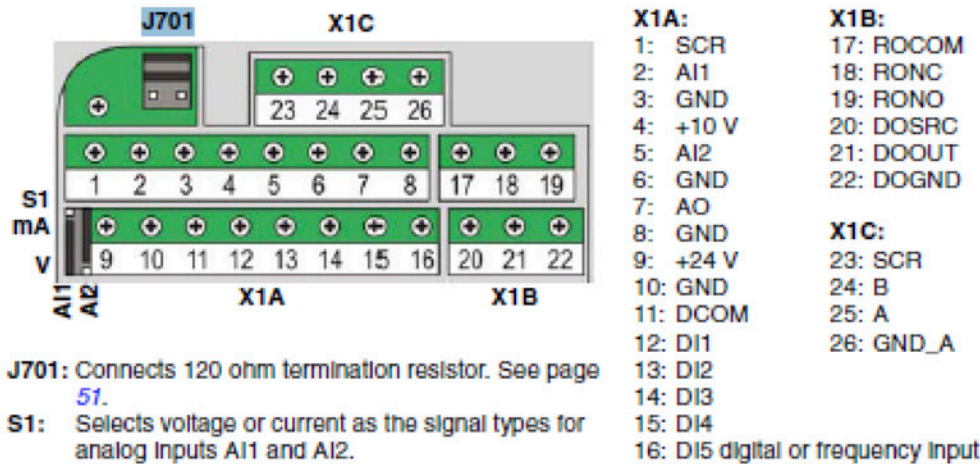 J701
X1C
23 24 25 26
1 2 3 4 5 6 7 8 17 18 19
S1
mA
V
9 10 11 12 13 14 15 16 20 21 22
AI1
AI2
X1A
X1B
J701: Connects 120 ohm termination resistor. See page
51.
S1: Selects voltage or current as the signal types for
analog inputs AI1 and AI2.
X1A:
1: SCR
2: AI1
3: GND
4: +10 V
5: AI2
6: GND
7: AO
8: GND
9: +24 V
10: GND
11: DCOM
12: DI1
13: DI2
14: DI3
15: DI4
16: DI5 digital or frequency input
X1B:
17: ROCOM
18: RONC
19: RONO
20: DOSRC
21: DOOUT
22: DOGND
X1C:
23: SCR
24: B
25: A
26: GND_A